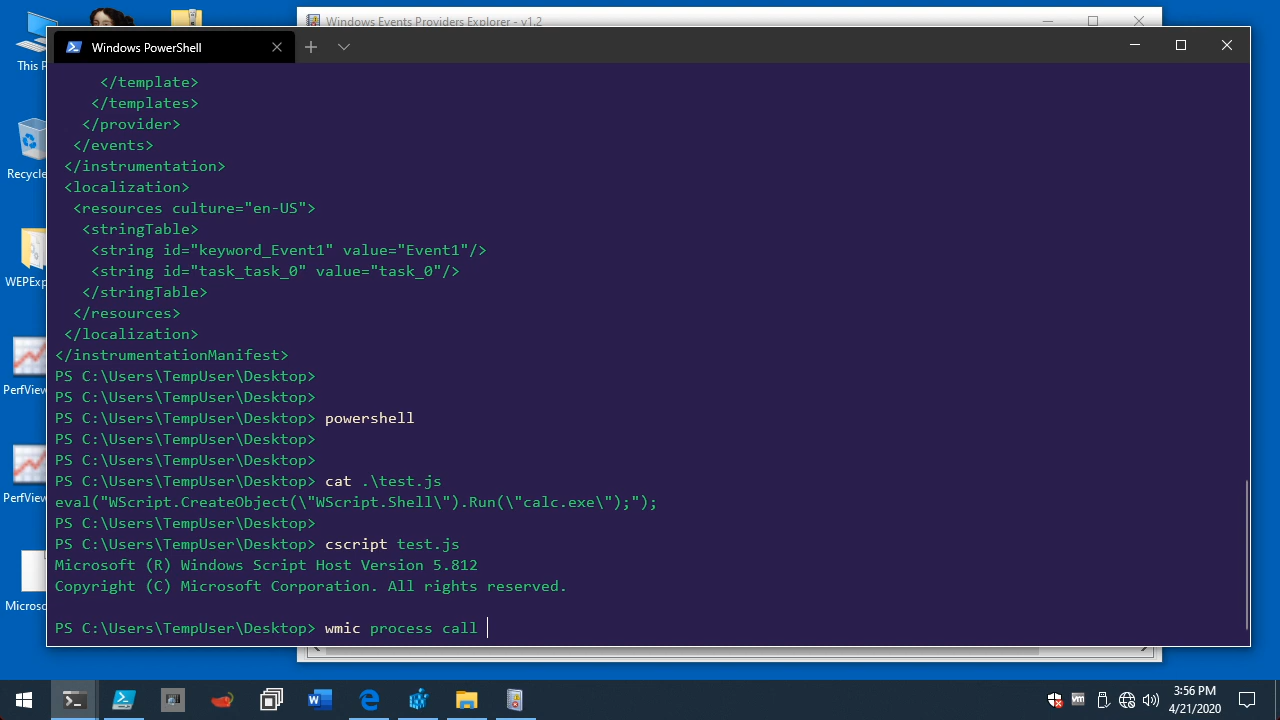 Windows Events Providers Explorer - v1.2
This P
Windows PowerShell
</template>
</templates>
</provider>
</events>
</instrumentation>
<localization>
<resources culture="en-US">
<stringTable>
<string id="keyword_Event1" value="Event1"/>
<string id="task_task_0" value="task_0"/>
</stringTable>
</resources>
</localization>
</instrumentationManifest>
PS C:\Users\TempUser\Desktop>
PS C:\Users\TempUser\Desktop>
PS C:\Users\TempUser\Desktop> powershell
PS C:\Users\TempUser\Desktop>
PS C:\Users\TempUser\Desktop>
PS C:\Users\TempUser\Desktop> cat .\test.js
eval("WScript.CreateObject(\"WScript.Shell\").Run(\"calc.exe\");");
PS C:\Users\TempUser\Desktop>
PS C:\Users\TempUser\Desktop> cscript test.js
Microsoft (R) Windows Script Host Version 5.812
Copyright (C) Microsoft Corporation. All rights reserved.
PS C:\Users\TempUser\Desktop> wmic process call
Recycle
WEPExp
PerfView
PerfView
Microso
3:56 PM
4/21/2020